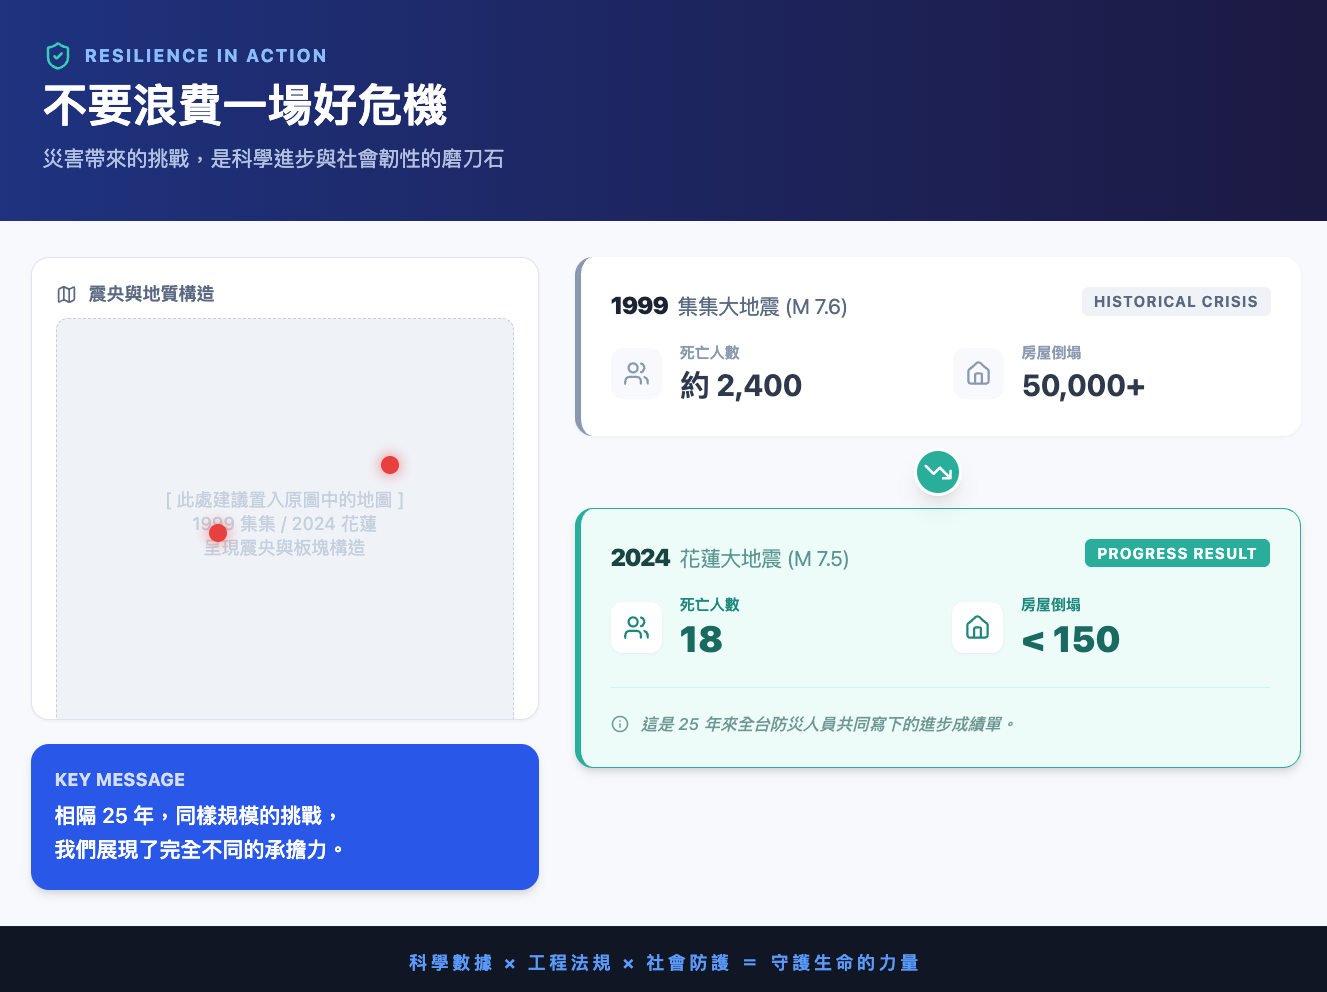 RESILIENCE IN ACTION
不要浪費一場好危機
災害帶來的挑戰，是科學進步與社會韌性的磨刀石
震央與地質構造
[ 此處建議置入原圖中的地圖 ]
1999 集集 / 2024 花蓮
呈現震央與板塊構造
KEY MESSAGE
相隔 25 年，同樣規模的挑戰，
我們展現了完全不同的承擔力。
1999 集集大地震 (M 7.6)
HISTORICAL CRISIS
死亡人數
約 2,400
房屋倒塌
50,000+
2024 花蓮大地震 (M 7.5)
PROGRESS RESULT
死亡人數
18
房屋倒塌
< 150
這是 25 年來全台防災人員共同寫下的進步成績單。
科學數據 × 工程法規 × 社會防護 = 守護生命的力量